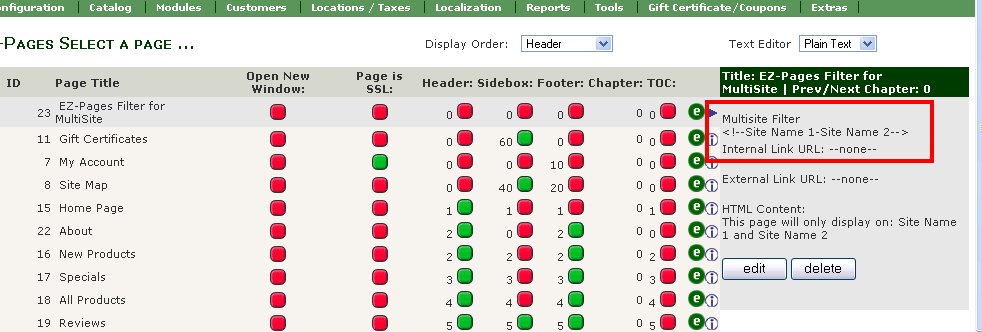 onfiguration Catalog Modules Customers Locations / Taxes Localization Reports Tools Gift Certificate/Coupons Extras
-PAGES SELECT A PAGE ... Display Order: Header Text Editor Plain Text
ID Page Title Open New Window: Page is SSL: Header: Sidebox: Footer: Chapter: TOC:
23 EZ-Pages Filter for MultiSite 0 0 0 0 0 e
11 Gift Certificates 0 60 0 0 0 e
7 My Account 0 0 10 0 0 e
8 Site Map 0 40 20 0 0 e
15 Home Page 1 1 1 0 1 e
22 About 2 0 2 0 2 e
16 New Products 2 2 2 0 2 e
17 Specials 3 3 3 0 3 e
18 All Products 4 4 4 0 4 e
19 Reviews 5 5 5 0 5 e
Title: EZ-Pages Filter for
MultiSite | Prev/Next Chapter: 0
Multisite Filter
<!--Site Name 1-Site Name 2-->
Internal Link URL: --none--
External Link URL: --none--
HTML Content:
This page will only display on: Site Name
1 and Site Name 2
edit delete